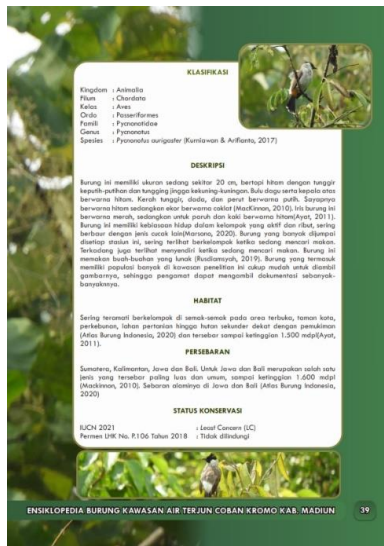 KLASIFIKASI
Kingdom : Animalia
Filum : Chordata
Kelas : Aves
Ordo : Passeriformes
Famili : Pycnonotidae
Genus : Pycnonotus
Spesies : Pycnonotus aurigaster (Kurniawan & Arifianto, 2017)
DESKRIPSI
Burung ini memiliki ukuran sedang sekitar 20 cm, bertopi hitam dengan tunggir
keputih-putihan dan tungging jingga kekuning-kuningan. Bulu dagu serta kepala atas
berwarna hitam. Kerah tunggir, dada, dan perut berwarna putih. Sayapnya
berwarna hitam sedangkan ekor berwarna coklat (MacKinnon, 2010). Iris burung ini
berwarna merah, sedangkan untuk paruh dan kaki berwarna hitam(Ayat, 2011).
Burung ini memiliki kebiasaan hidup dalam kelompok yang aktif dan ribut, sering
berbaur dengan jenis cucak lain(Marsono, 2020). Burung yang banyak dijumpai
disetiap stasiun ini, sering terlihat berkelompok ketika sedang mencari makan.
Terkadang juga terlihat menyendiri ketika sedang mencari makan. Burung ini
memakan buah-buahan yang lunak (Rusdiamsyah, 2019). Burung yang termasuk
memiliki populasi banyak di kawasan penelitian ini cukup mudah untuk diambil
gambarnya, sehingga pengamat dapat mengambil dokumentasi sebanyak-
banyaknnya.
HABITAT
Sering teramati berkelompok di semak-semak pada area terbuka, taman kota,
perkebunan, lahan pertanian hingga hutan sekunder dekat dengan pemukiman
(Atlas Burung Indonesia, 2020) dan tersebar sampai ketinggian 1.500 mdpl(Ayat,
2011).
PERSEBARAN
Sumatera, Kalimantan, Jawa dan Bali. Untuk Jawa dan Bali merupakan salah satu
jenis yang tersebar paling luas dan umum, sampai ketinggian 1.600 mdpl
(Mackinnon, 2010). Sebaran alaminya di Jawa dan Bali (Atlas Burung Indonesia,
2020)
STATUS KONSERVASI
IUCN 2021 : Least Concern (LC)
Permen LHK No. P.106 Tahun 2018 : Tidak dilindungi
ENSIKLOPEDIA BURUNG KAWASAN AIR TERJUN COBAN KROMO KAB. MADIUN 39